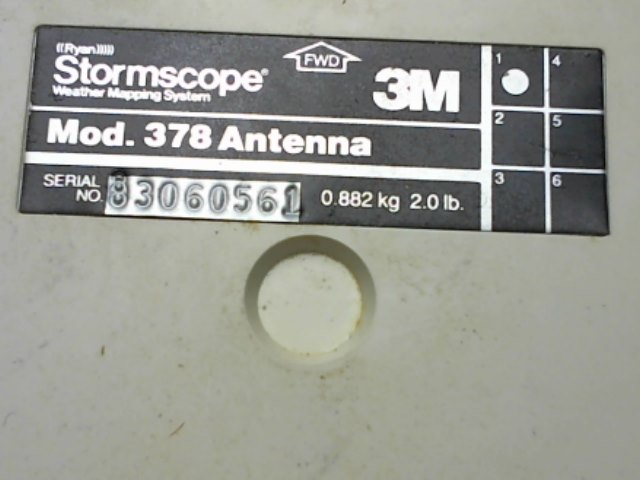 ((Ryan)))))
FWD
Stormscope®
Weather Mapping System
3M
Mod. 378 Antenna
SERIAL NO. 83060561
0.882 kg 2.0 lb.
1 4
2 5
3 6